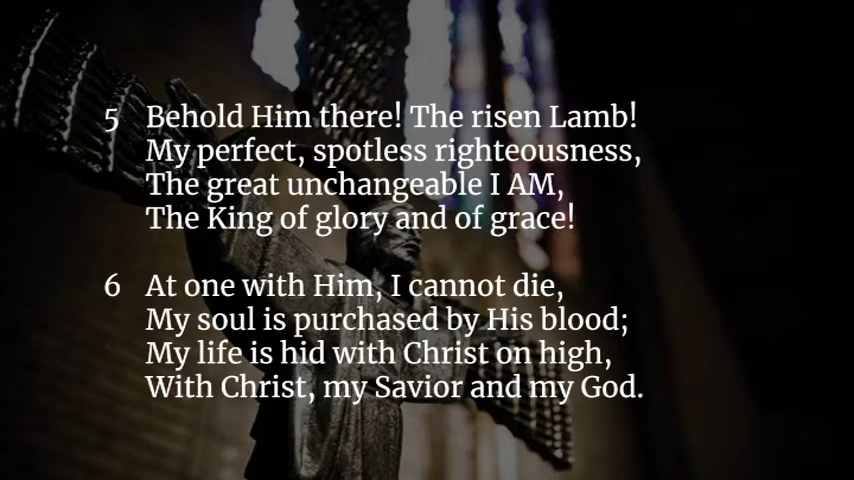 5 Behold Him there! The risen Lamb!
My perfect, spotless righteousness,
The great unchangeable I AM,
The King of glory and of grace!
6 At one with Him, I cannot die,
My soul is purchased by His blood;
My life is hid with Christ on high,
With Christ, my Savior and my God.